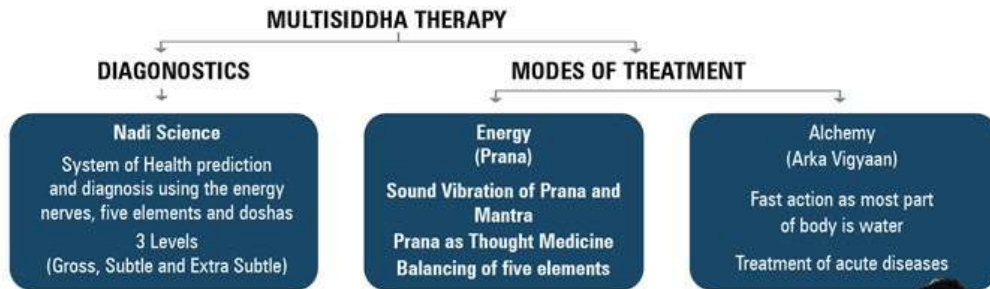 MULTISIDDHA THERAPY
DIAGONOSTICS
MODES OF TREATMENT
Nadi Science
System of Health prediction
and diagnosis using the energy
nerves, five elements and doshas
3 Levels
(Gross, Subtle and Extra Subtle)
Energy
(Prana)
Sound Vibration of Prana and
Mantra
Prana as Thought Medicine
Balancing of five elements
Alchemy
(Arka Vigyaan)
Fast action as most part
of body is water
Treatment of acute diseases